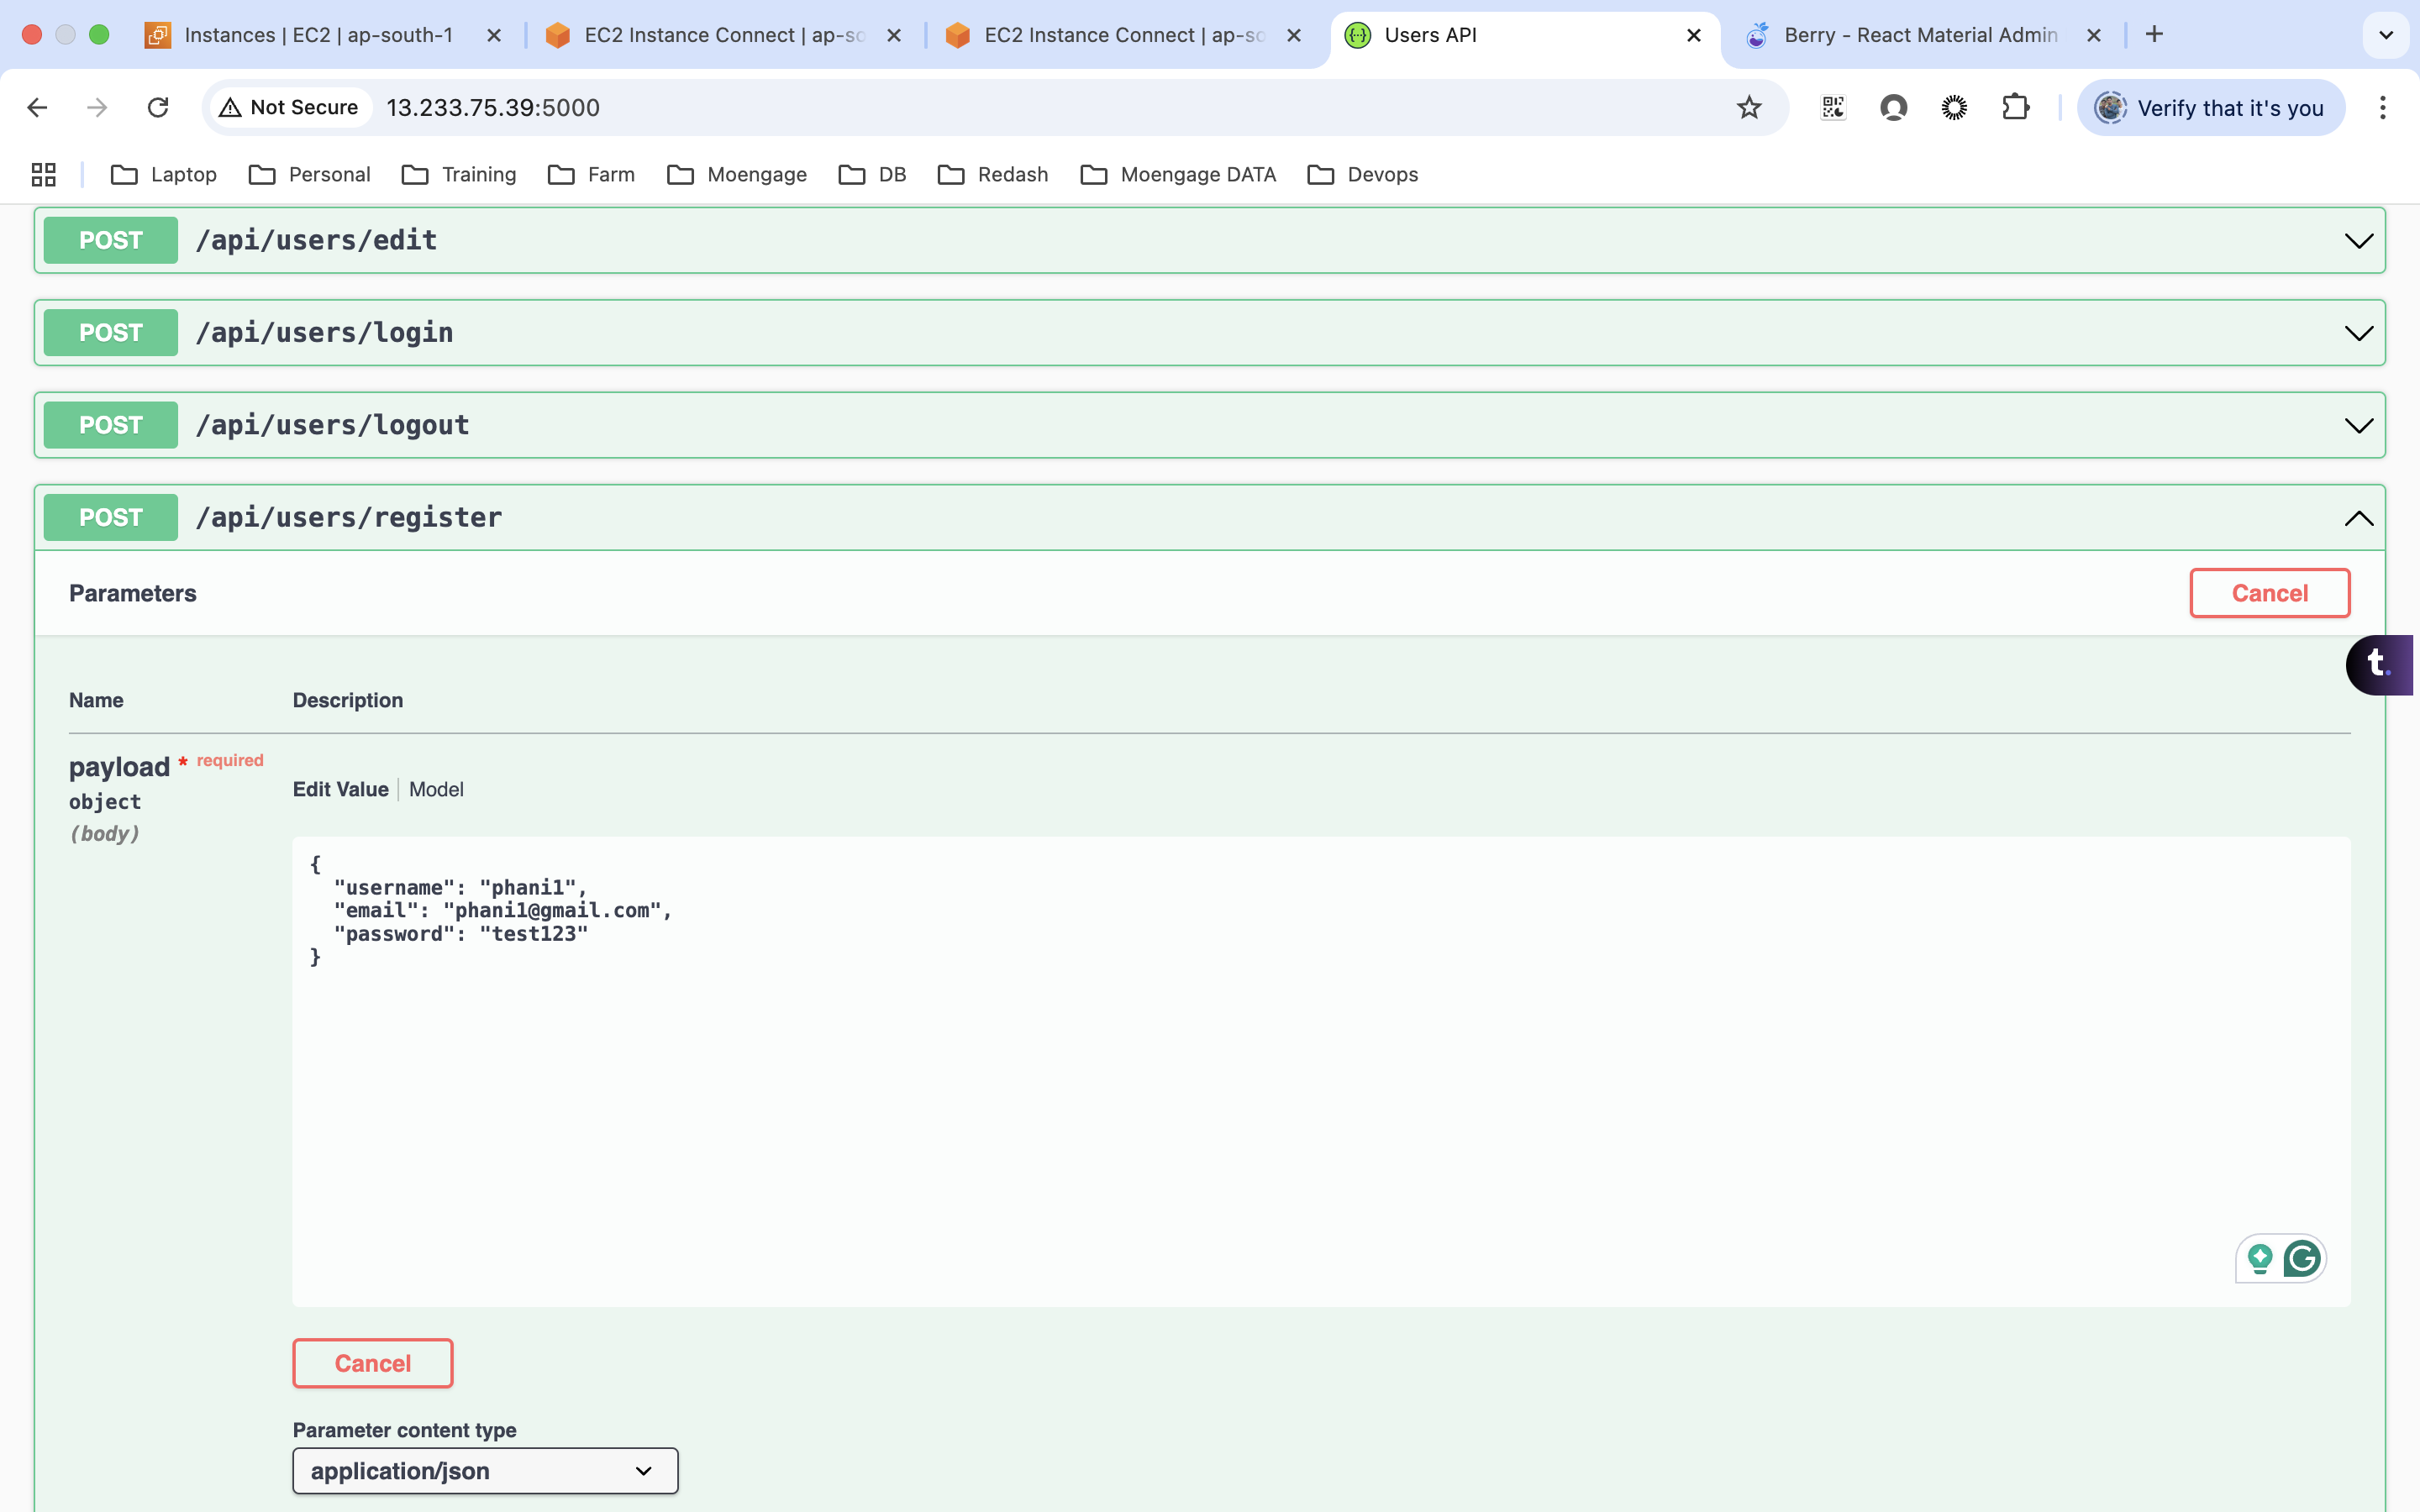 Instances | EC2 | ap-south-1
EC2 Instance Connect | ap-so
EC2 Instance Connect | ap-so
Users API
Berry - React Material Admin
Not Secure
13.233.75.39:5000
Verify that it's you
Laptop
Personal
Training
Farm
Moengage
DB
Redash
Moengage DATA
Devops
POST /api/users/edit
POST /api/users/login
POST /api/users/logout
POST /api/users/register
Parameters
Cancel
t.
Name Description
payload * required
object
(body)
Edit Value | Model
{
"username": "phani1",
"email": "phani1@gmail.com",
"password": "test123"
}
Cancel
Parameter content type
application/json